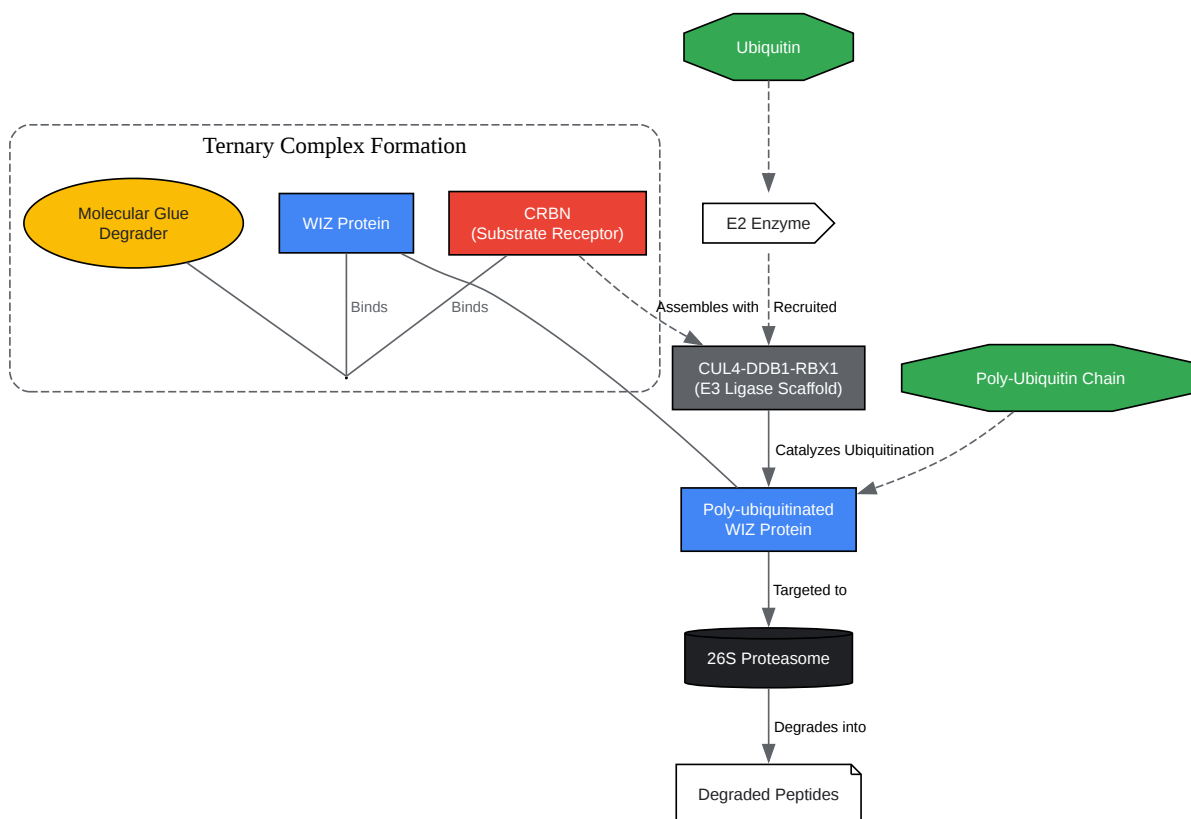 Ubiquitin
Ternary Complex Formation
Molecular Glue
Degrader
WIZ Protein
CRBN
(Substrate Receptor)
E2 Enzyme
Binds
Binds
Assembles with
Recruited
CUL4-DDB1-RBX1
(E3 Ligase Scaffold)
Poly-Ubiquitin Chain
Catalyzes Ubiquitination
Poly-ubiquitinated
WIZ Protein
Targeted to
26S Proteasome
Degrades into
Degraded Peptides